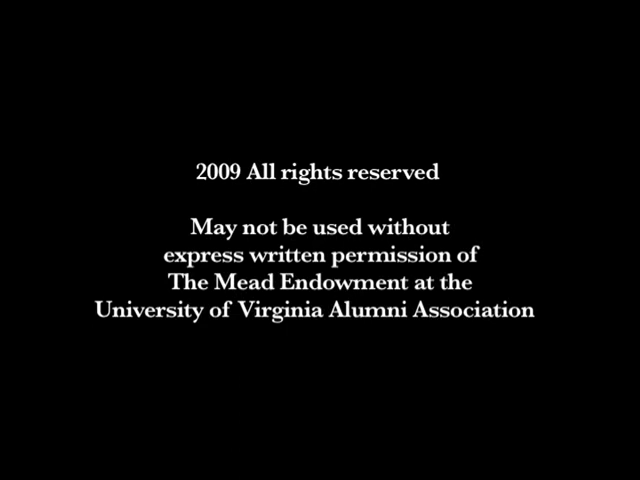 2009 All rights reserved
May not be used without
express written permission of
The Mead Endowment at the
University of Virginia Alumni Association